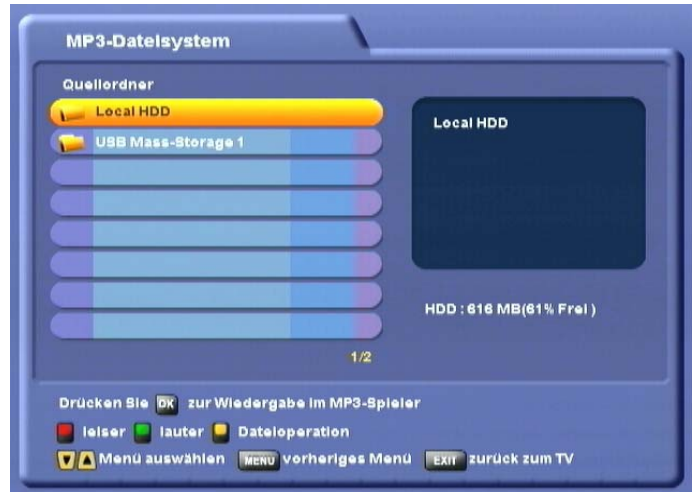 MP3-Dateisystem
Quellordner
Local HDD
USB Mass-Storage 1
Local HDD
HDD : 616 MB(61% Frei )
1/2
Drücken Sie OK zur Wiedergabe im MP3-Spieler
leiser lauter Dateioperation
Menü auswählen MENU vorheriges Menü EXIT zurück zum TV